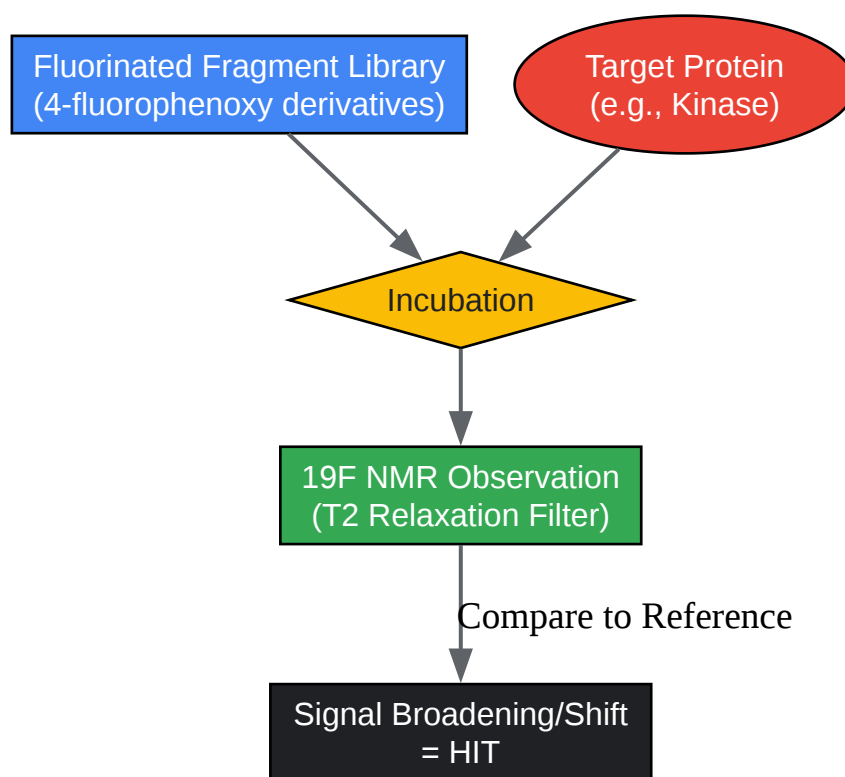 Fluorinated Fragment Library
(4-fluorophenoxy derivatives)
Target Protein
(e.g., Kinase)
Incubation
19F NMR Observation
(T2 Relaxation Filter)
Compare to Reference
Signal Broadening/Shift
= HIT